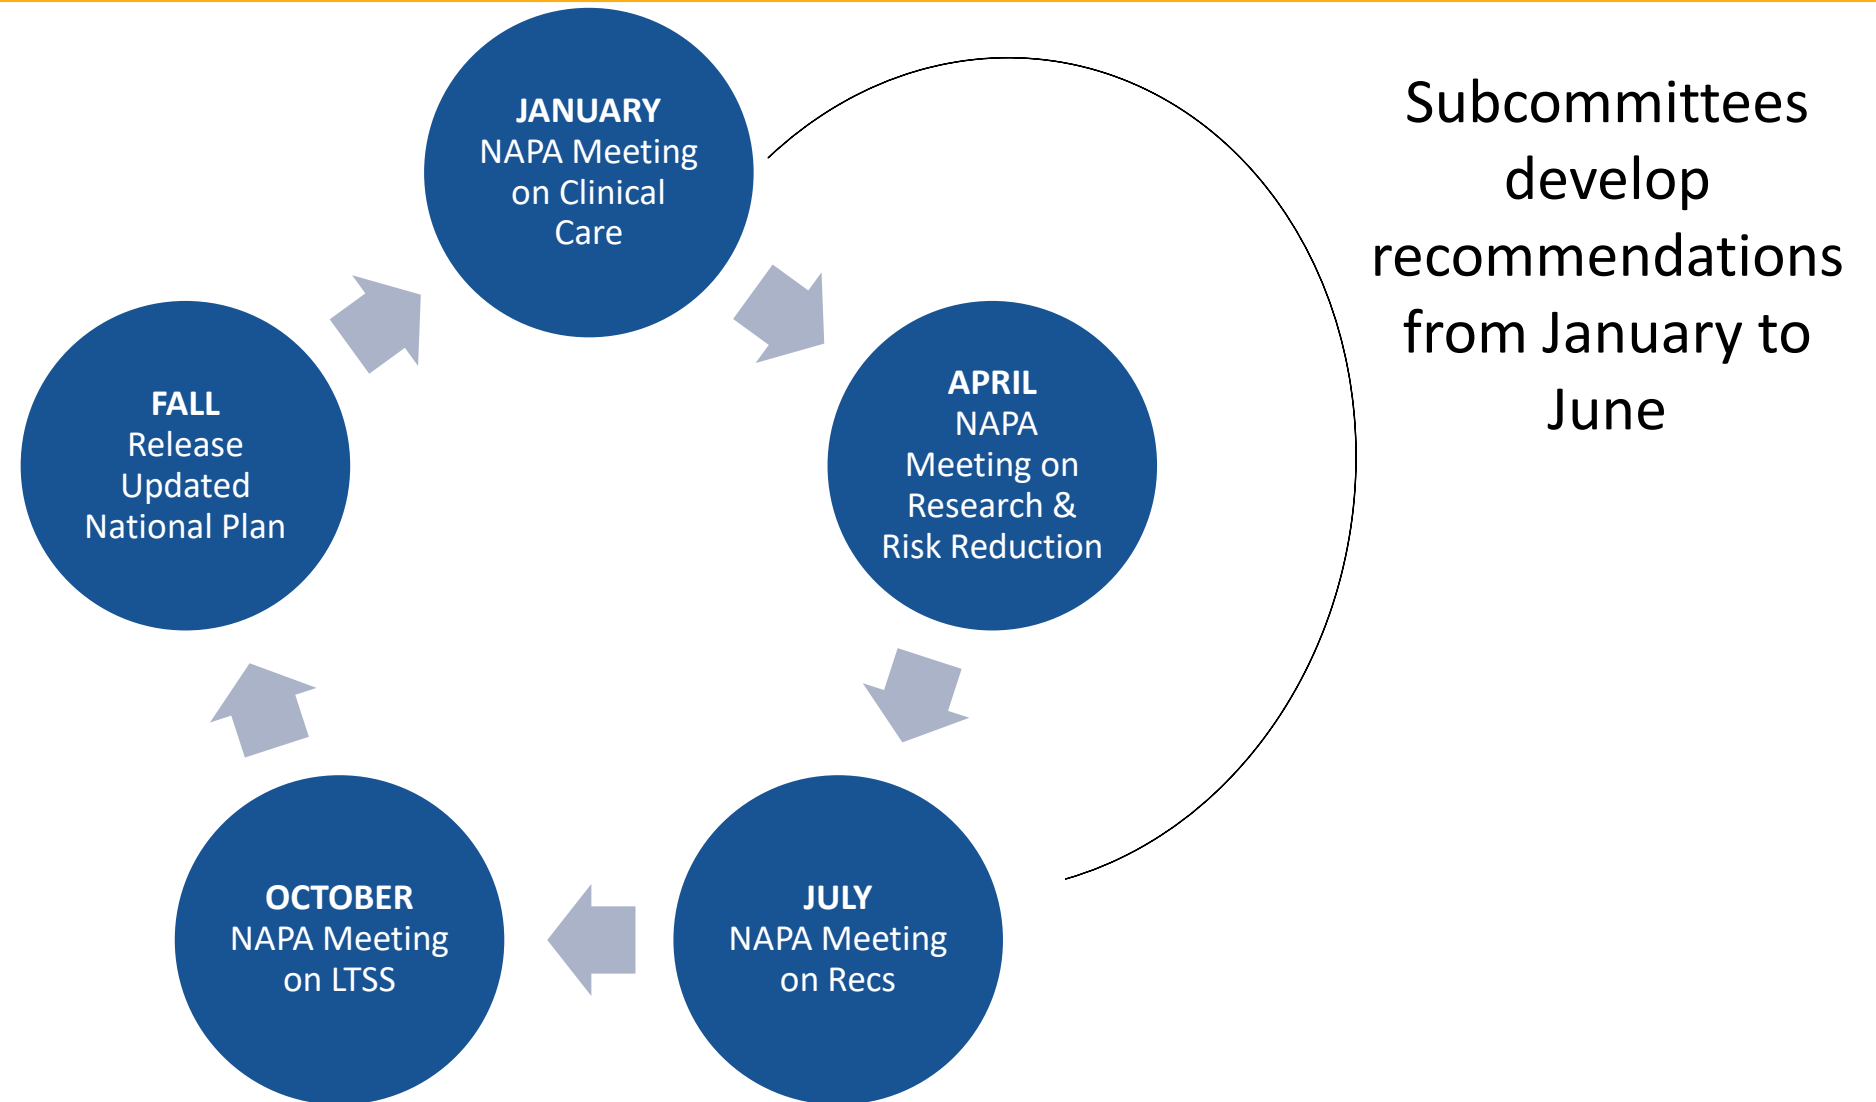 JANUARY
NAPA Meeting
on Clinical
Care
APRIL
NAPA
Meeting on
Research &
Risk Reduction
JULY
NAPA Meeting
on Recs
OCTOBER
NAPA Meeting
on LTSS
FALL
Release
Updated
National Plan
Subcommittees
develop
recommendations
from January to
June